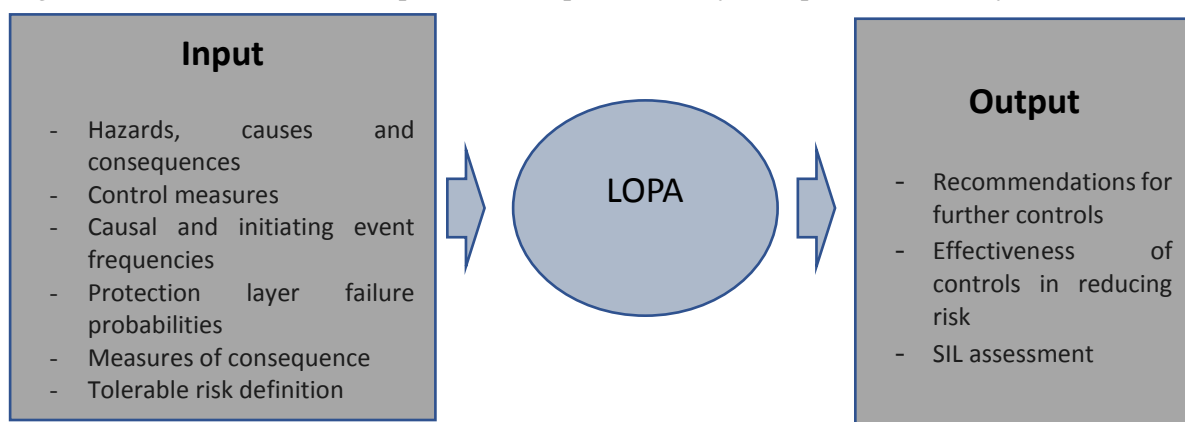 Input
- Hazards, causes and
consequences
- Control measures
- Causal and initiating event
frequencies
- Protection layer failure
probabilities
- Measures of consequence
- Tolerable risk definition
LOPA
Output
- Recommendations for
further controls
- Effectiveness of
controls in reducing
risk
- SIL assessment